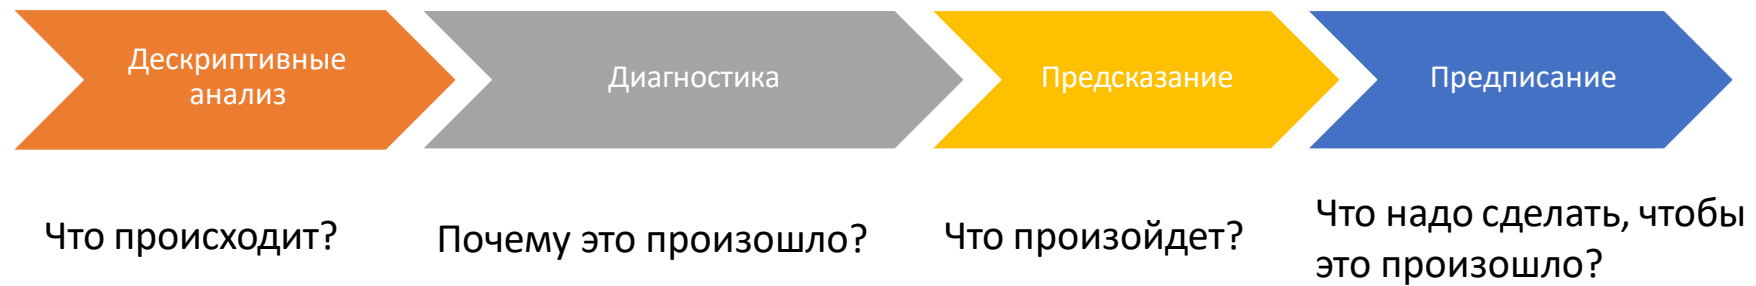 Дескриптивные
анализ
Диагностика
Предсказание
Предписание
Что происходит?
Почему это произошло?
Что произойдет?
Что надо сделать, чтобы
это произошло?